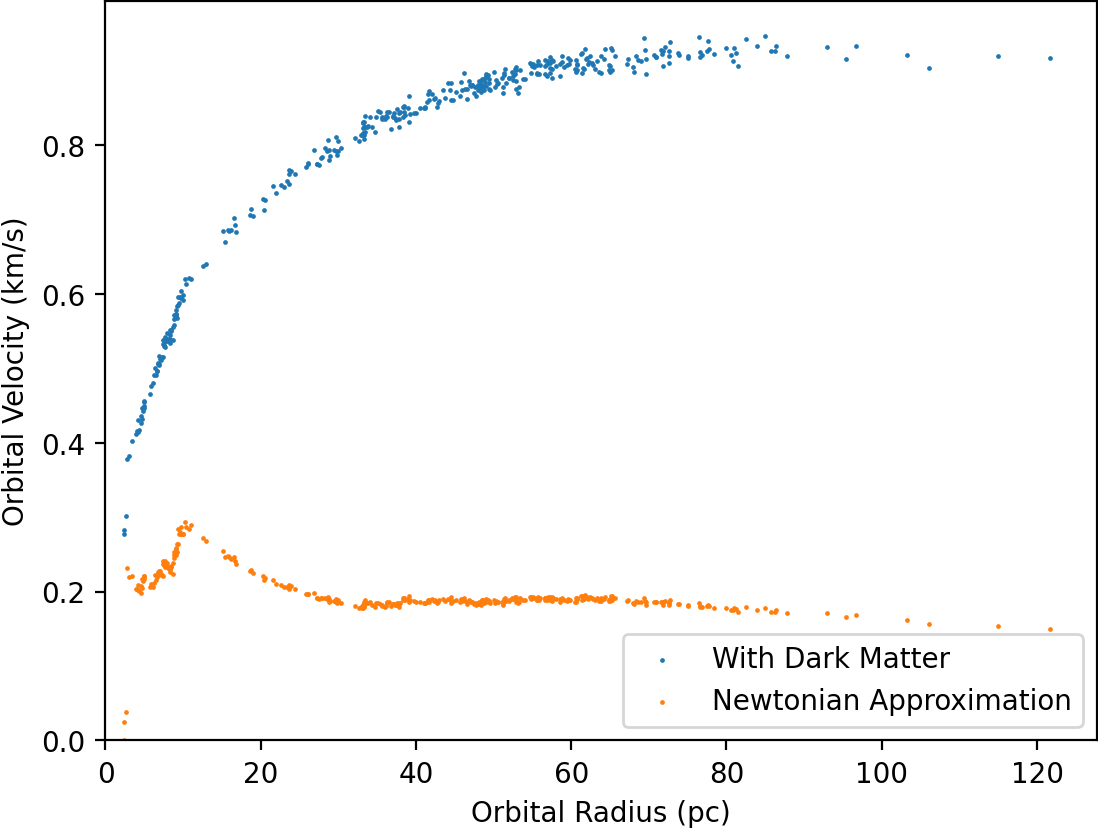 Orbital Velocity (km/s)
0.8
0.6
0.4
0.2
0.0
With Dark Matter
Newtonian Approximation
0 20 40 60 80 100 120
Orbital Radius (pc)